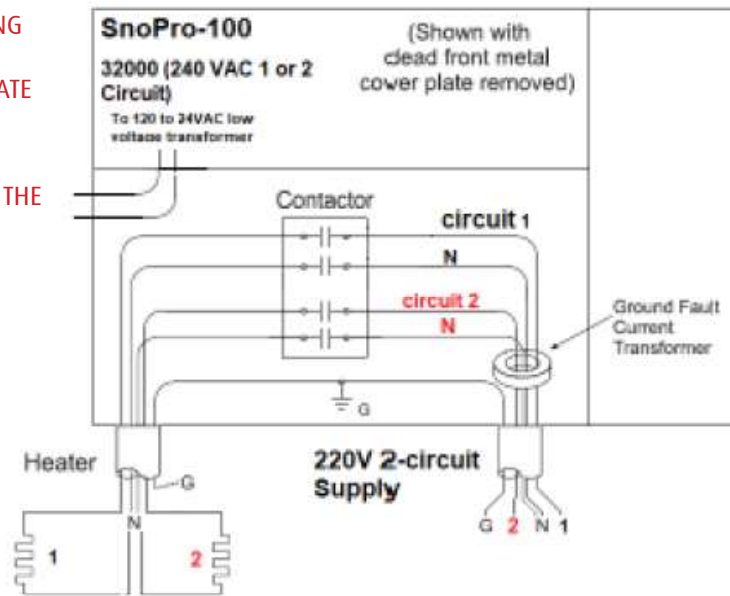 NG
ATE
THE
SnoPro-100
32000 (240 VAC 1 or 2
Circuit)
To 120 to 24VAC low
voltage transformer
(Shown with
dead front metal
cover plate removed)
Contactor
circuit 1
N
circuit 2
N
Ground Fault
Current
Transformer
G
Heater
G
220V 2-circuit
Supply
G 2 N 1
N
1
2